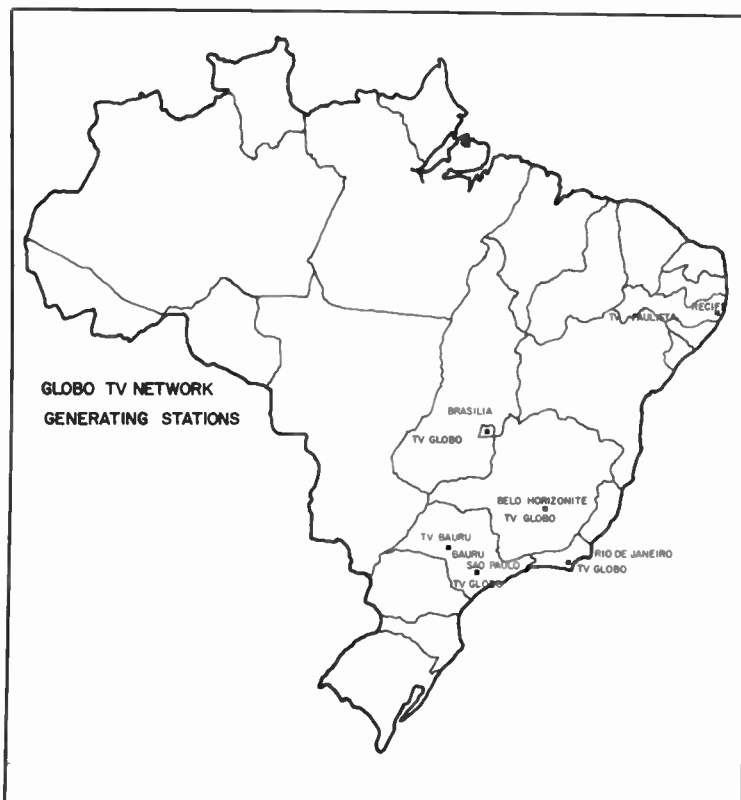 RECIFE
TV PAULISTA
GLOBO TV NETWORK
GENERATING STATIONS
BRASILIA
TV GLOBO
BELO HORIZONITE
TV GLOBO
TV BAURU
BAURU
SAO PAULO
TV GLOBO
RIO DE JANEIRO
TV GLOBO